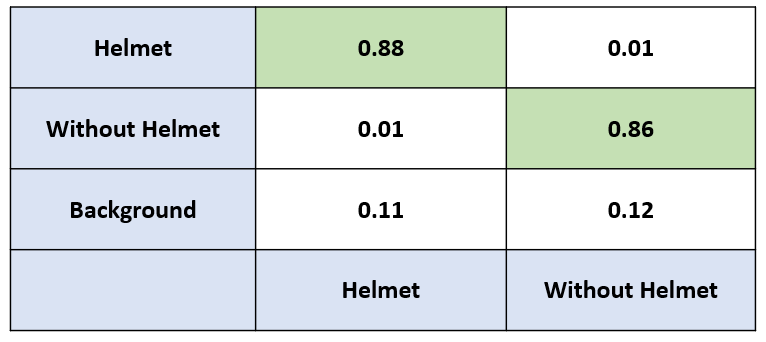 Helmet 0.88 0.01
Without Helmet 0.01 0.86
Background 0.11 0.12
Helmet Without Helmet